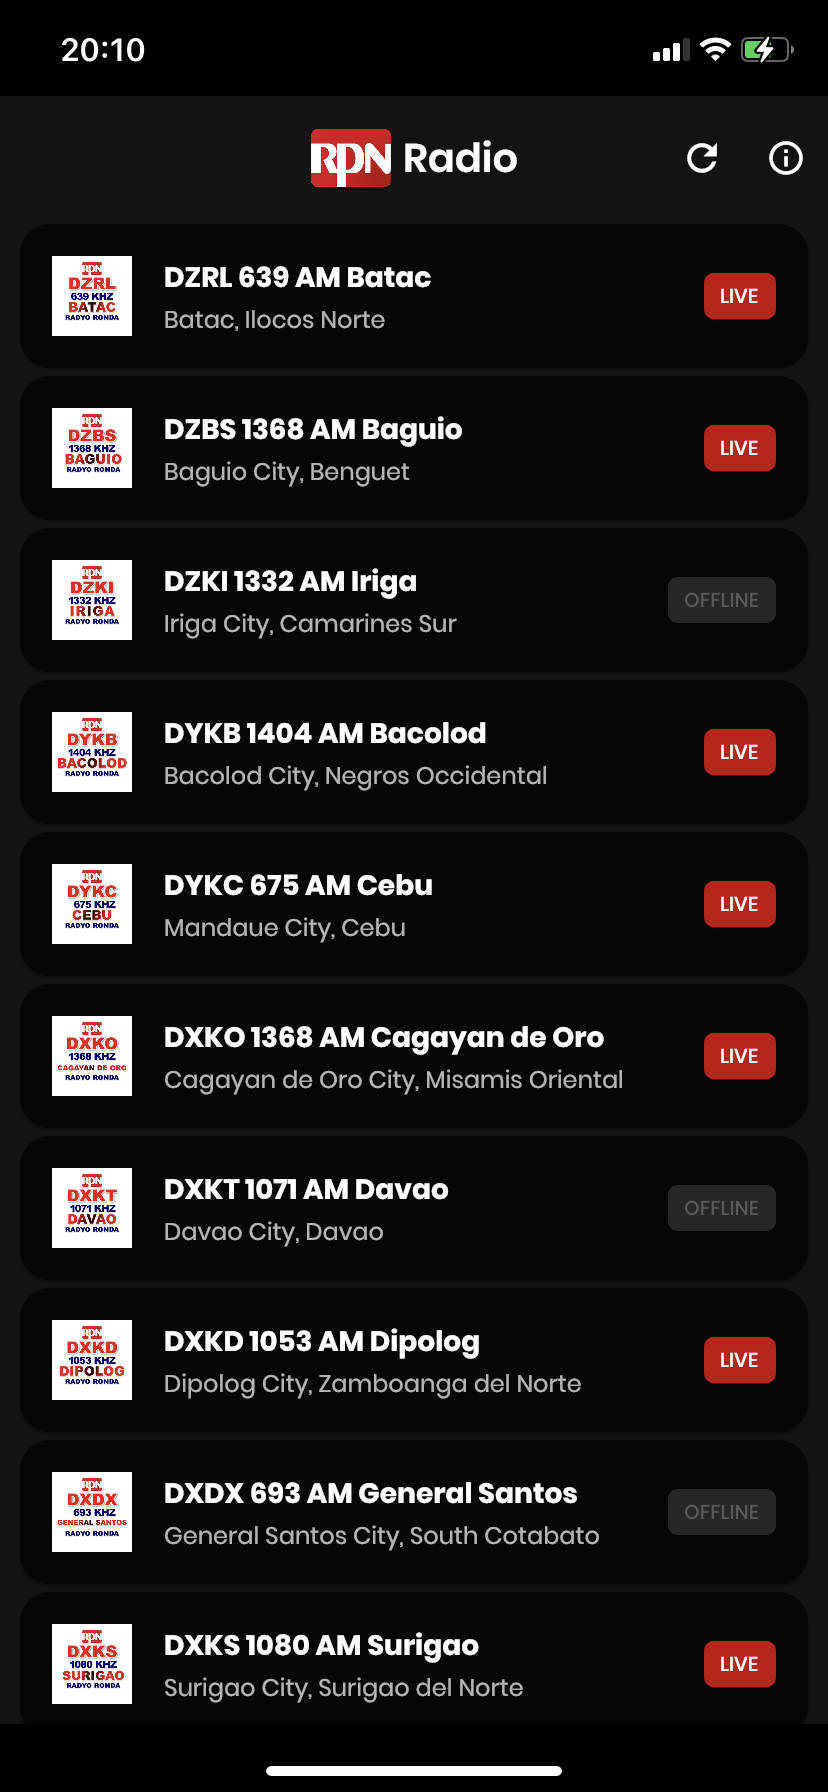 20:10
RPN Radio
RPN
DZRL
639 KHZ
BATAC
RADYO RONDA
DZRL 639 AM Batac
Batac, Ilocos Norte
LIVE
RPN
DZBS
1368 KHZ
BAGUIO
RADYO RONDA
DZBS 1368 AM Baguio
Baguio City, Benguet
LIVE
RPN
DZKI
1332 KHZ
IRIGA
RADYO RONDA
DZKI 1332 AM Iriga
Iriga City, Camarines Sur
OFFLINE
RPN
DYKB
1404 KHZ
BACOLOD
RADYO RONDA
DYKB 1404 AM Bacolod
Bacolod City, Negros Occidental
LIVE
RPN
DYKC
675 KHZ
CEBU
RADYO RONDA
DYKC 675 AM Cebu
Mandaue City, Cebu
LIVE
RPN
DXKO
1368 KHZ
CAGAYAN DE ORO
RADYO RONDA
DXKO 1368 AM Cagayan de Oro
Cagayan de Oro City, Misamis Oriental
LIVE
RPN
DXKT
1071 KHZ
DAVAO
RADYO RONDA
DXKT 1071 AM Davao
Davao City, Davao
OFFLINE
RPN
DXKD
1053 KHZ
DIPOLOG
RADYO RONDA
DXKD 1053 AM Dipolog
Dipolog City, Zamboanga del Norte
LIVE
RPN
DXDX
693 KHZ
GENERAL SANTOS
RADYO RONDA
DXDX 693 AM General Santos
General Santos City, South Cotabato
OFFLINE
RPN
DXKS
1080 KHZ
SURIGAO
RADYO RONDA
DXKS 1080 AM Surigao
Surigao City, Surigao del Norte
LIVE